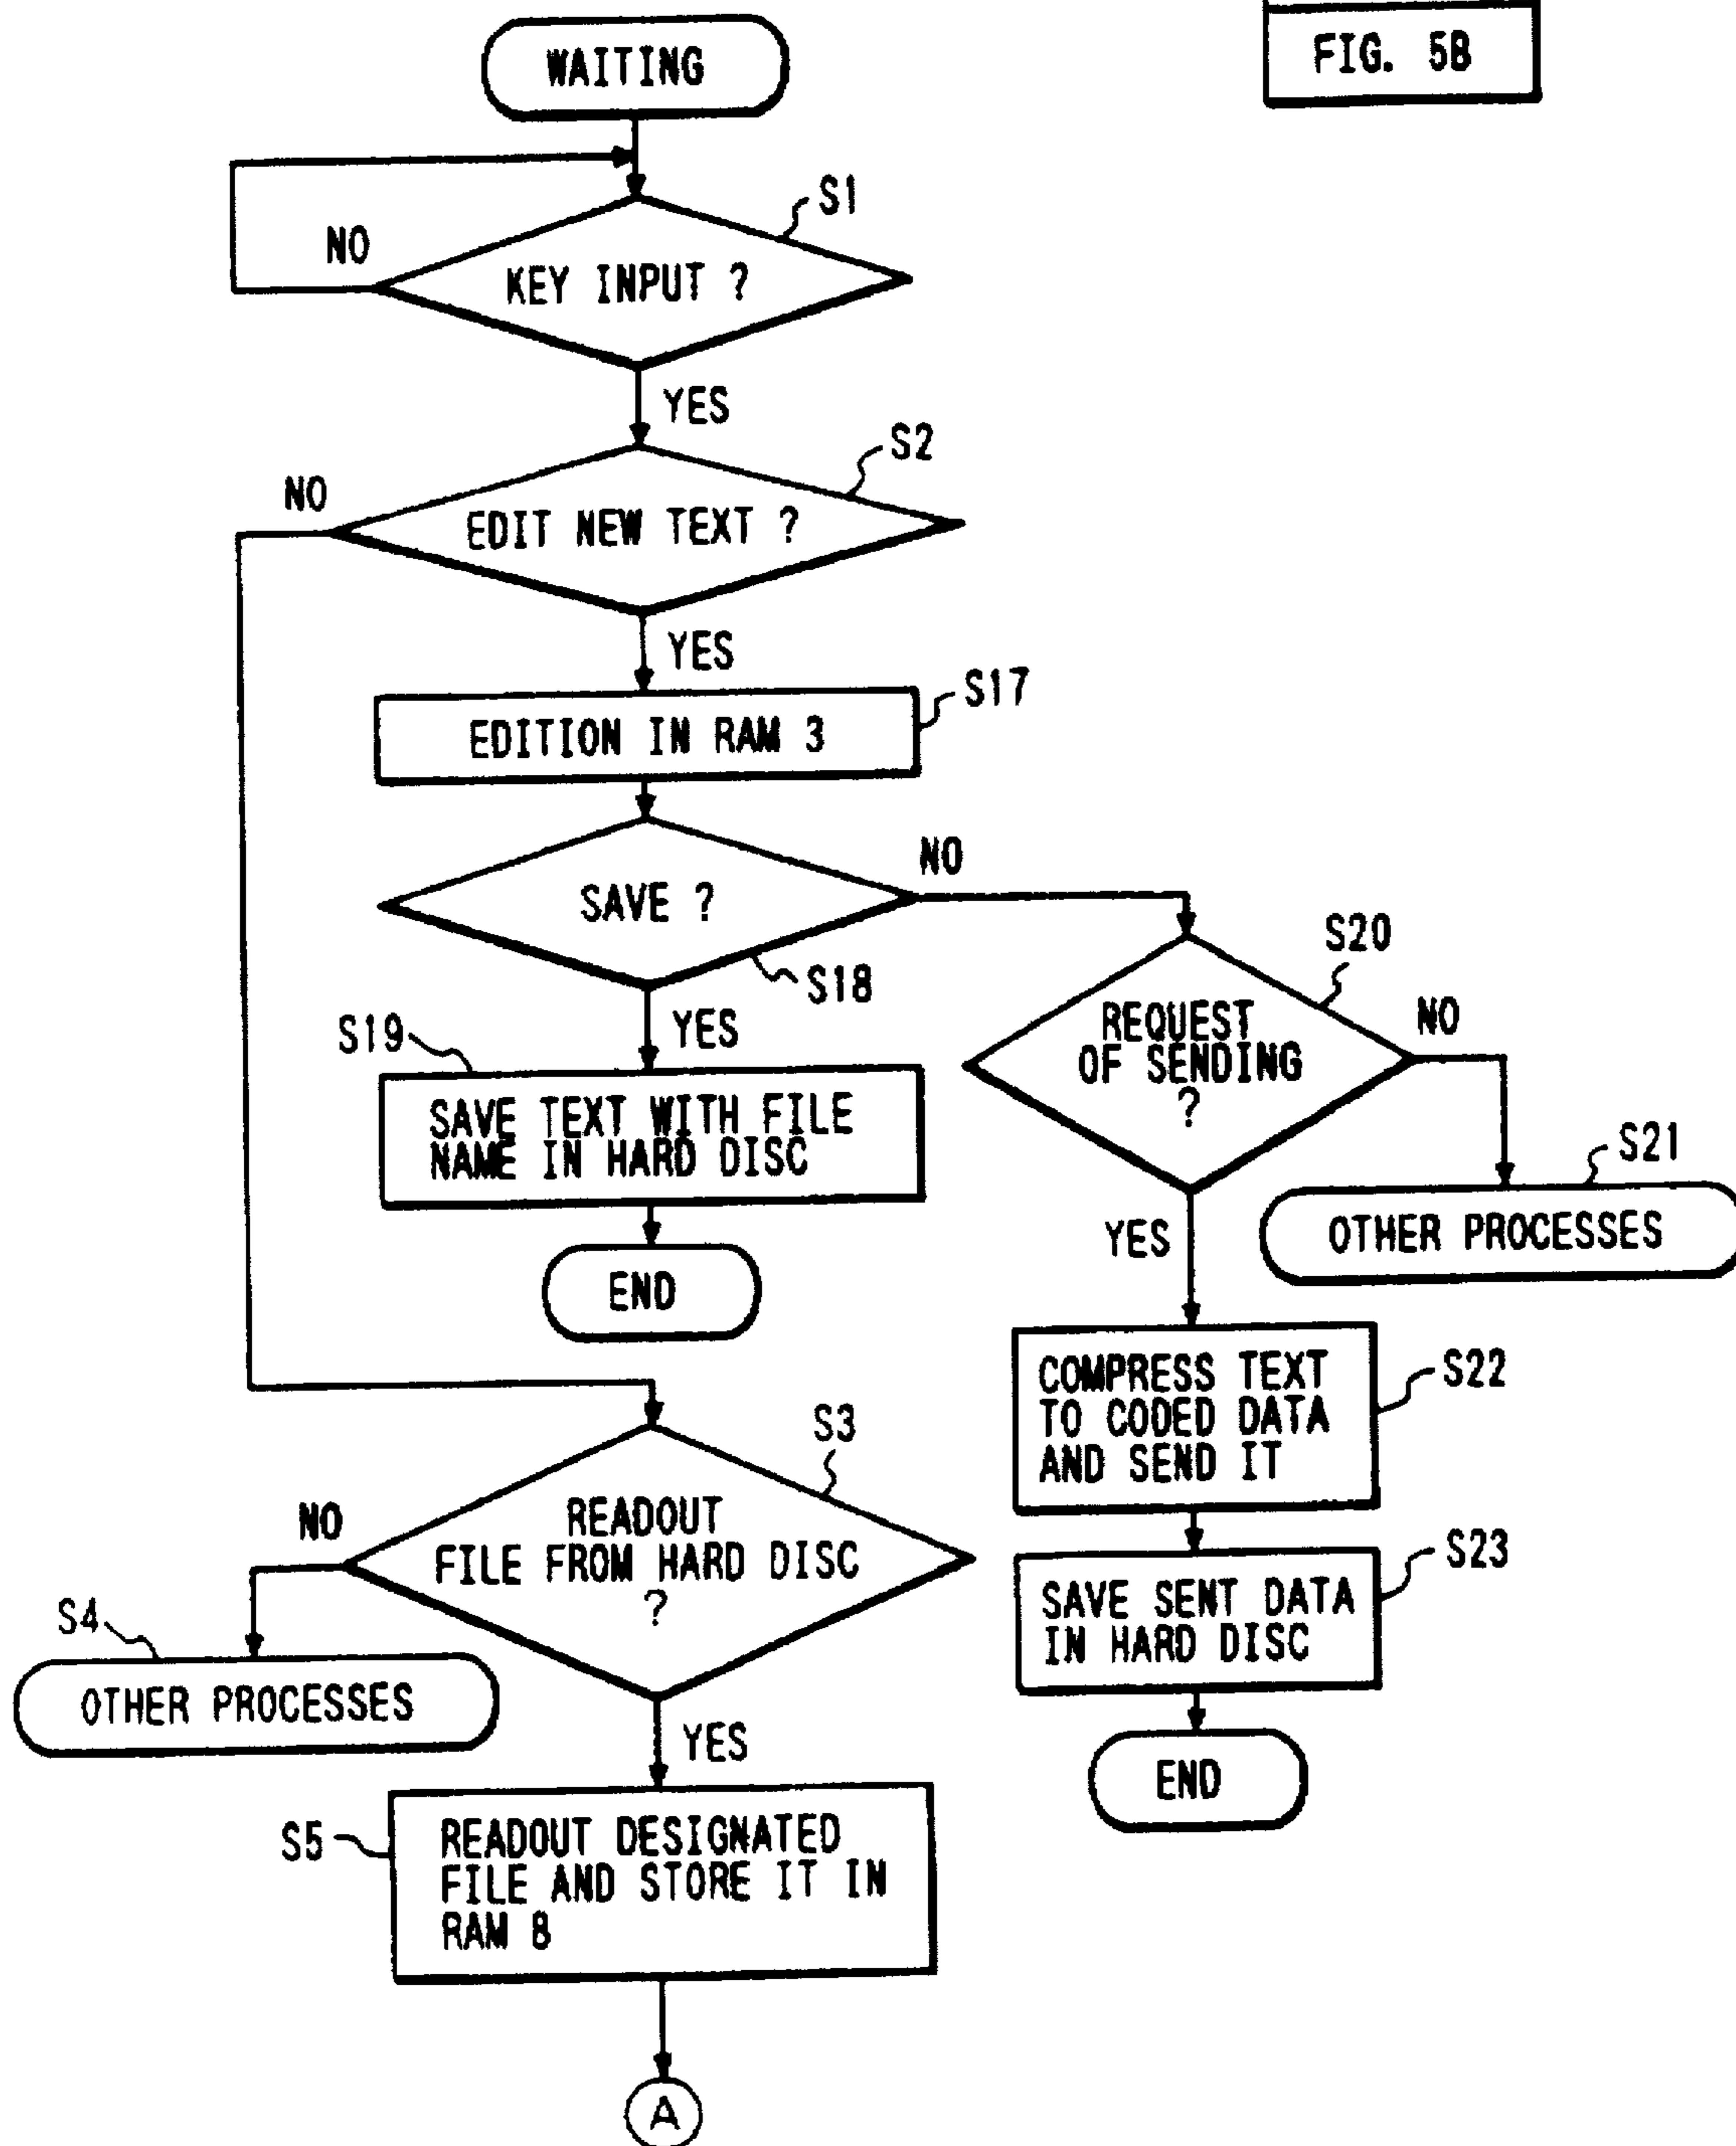 FIG. 5B
WAITING
S1
NO
KEY INPUT ?
YES
S2
NO
EDIT NEW TEXT ?
YES
S17
EDITION IN RAM 3
SAVE ?
NO
S18
S20
YES
S19
REQUEST
OF SENDING
?
NO
SAVE TEXT WITH FILE
NAME IN HARD DISC
S21
OTHER PROCESSES
YES
END
COMPRESS TEXT
TO CODED DATA
AND SEND IT
S22
S3
NO
READOUT
FILE FROM HARD DISC
?
SAVE SENT DATA
IN HARD DISC
S23
S4
OTHER PROCESSES
YES
END
S5
READOUT DESIGNATED
FILE AND STORE IT IN
RAM 8
A